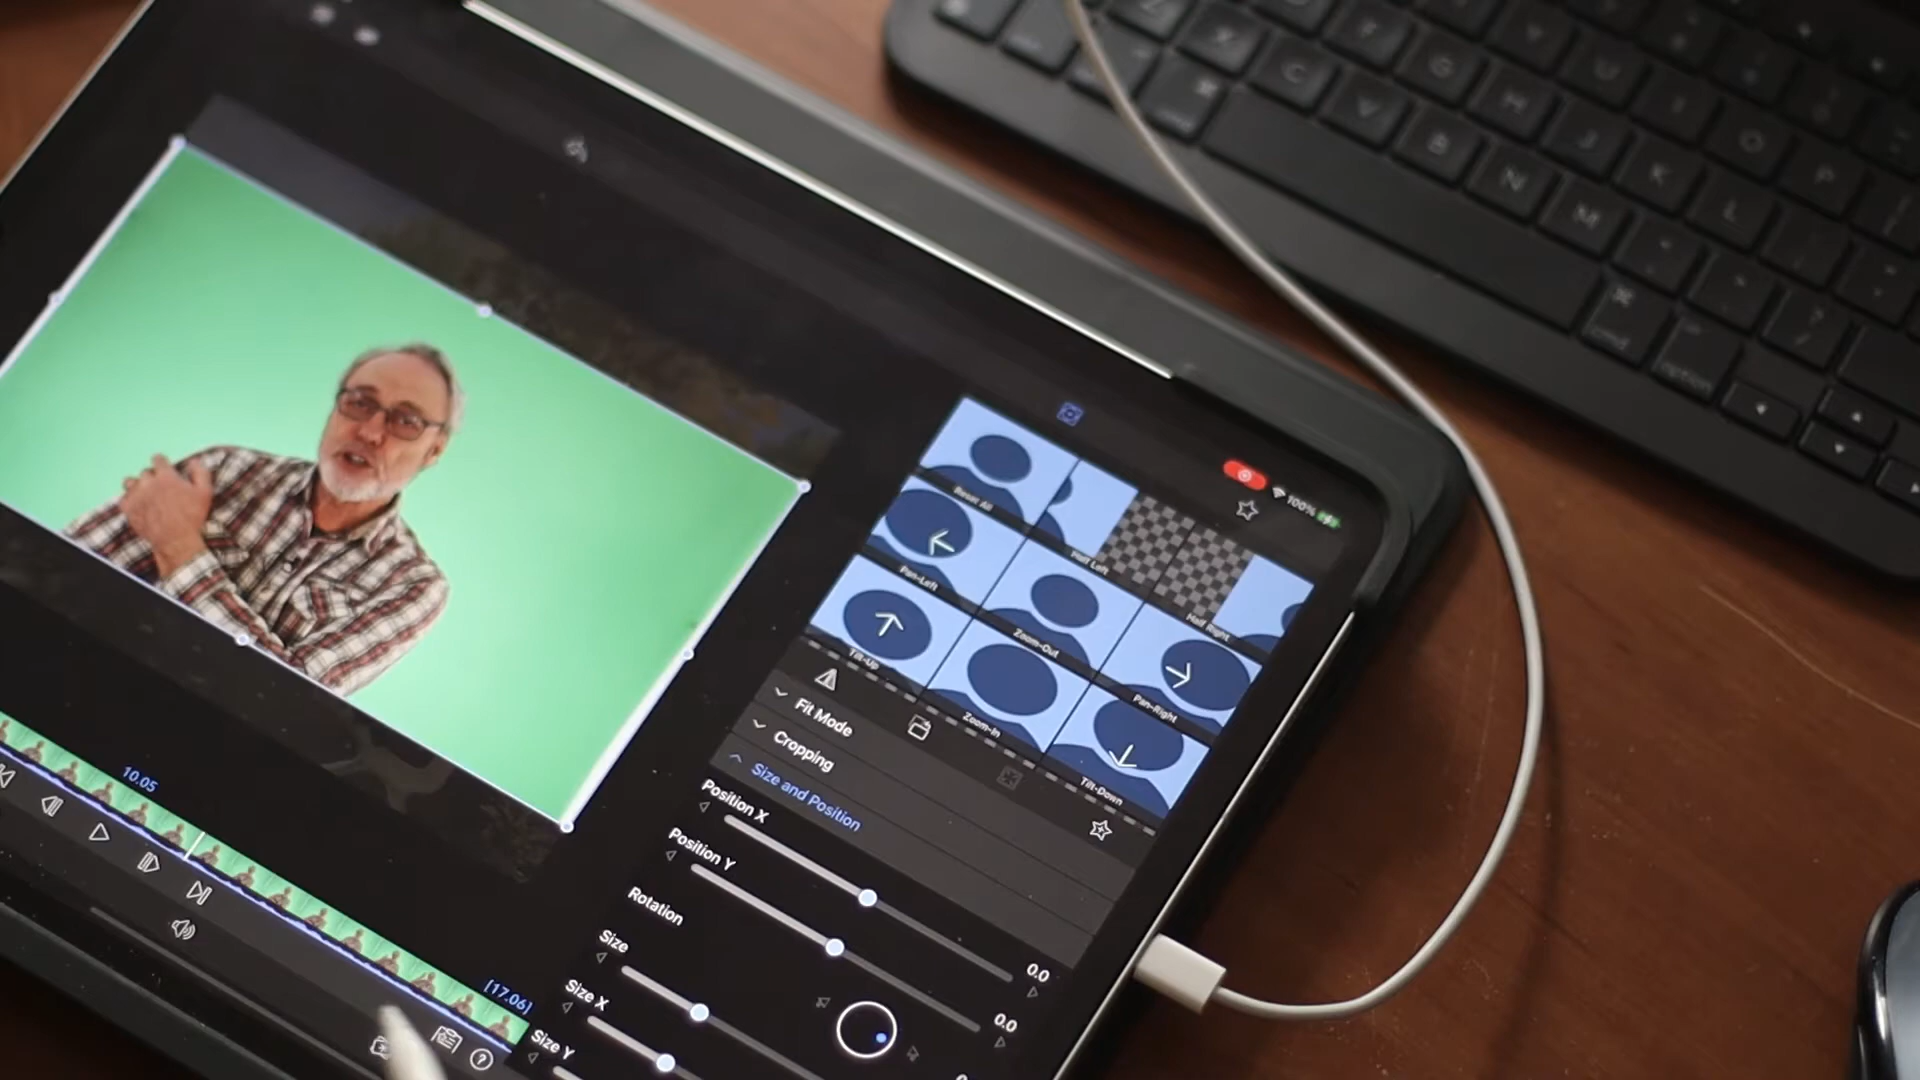 100%
Reset All
Half Left
Half Right
Pan-Left
Zoom-Out
Pan-Right
Tilt-Up
Zoom-In
Tilt-Down
Fit Mode
Cropping
Size and Position
Position X
0.0
Position Y
0.0
Rotation
Size
Size X
Size Y
10.05
[17.06]
Z
X
C
V
B
N
M
G
H
J
K
L
U
I
O
P
?
⌘
cmd
option